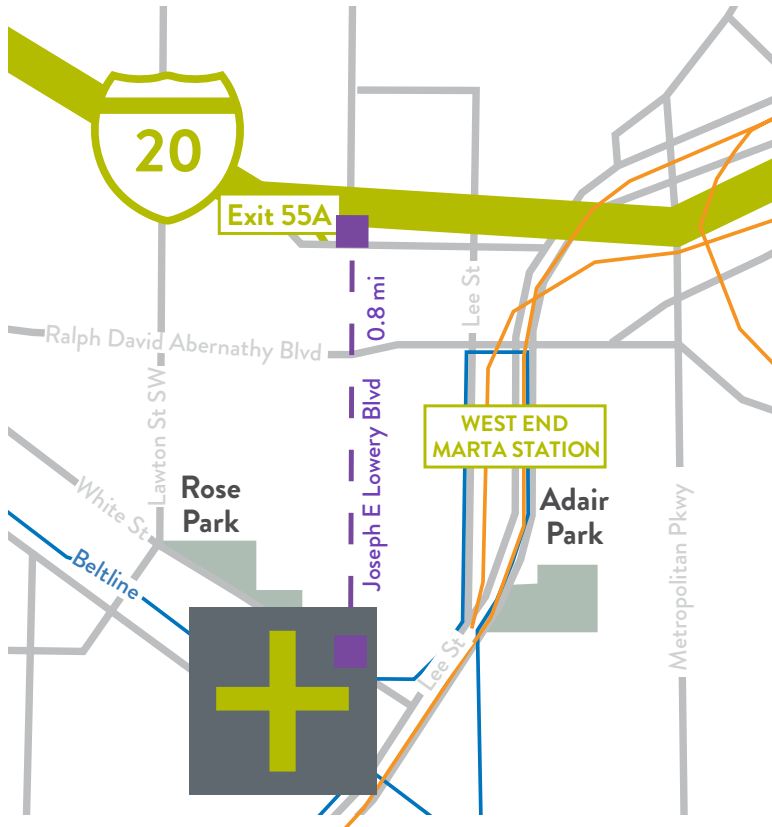 20
Exit 55A
0.8 mi
Lee St
Ralph David Abernathy Blvd
Lawton St SW
Joseph E Lowery Blvd
WEST END
MARTA STATION
Rose
Park
Adair
Park
White St
Beltline
Metropolitan Pkwy
Lee St